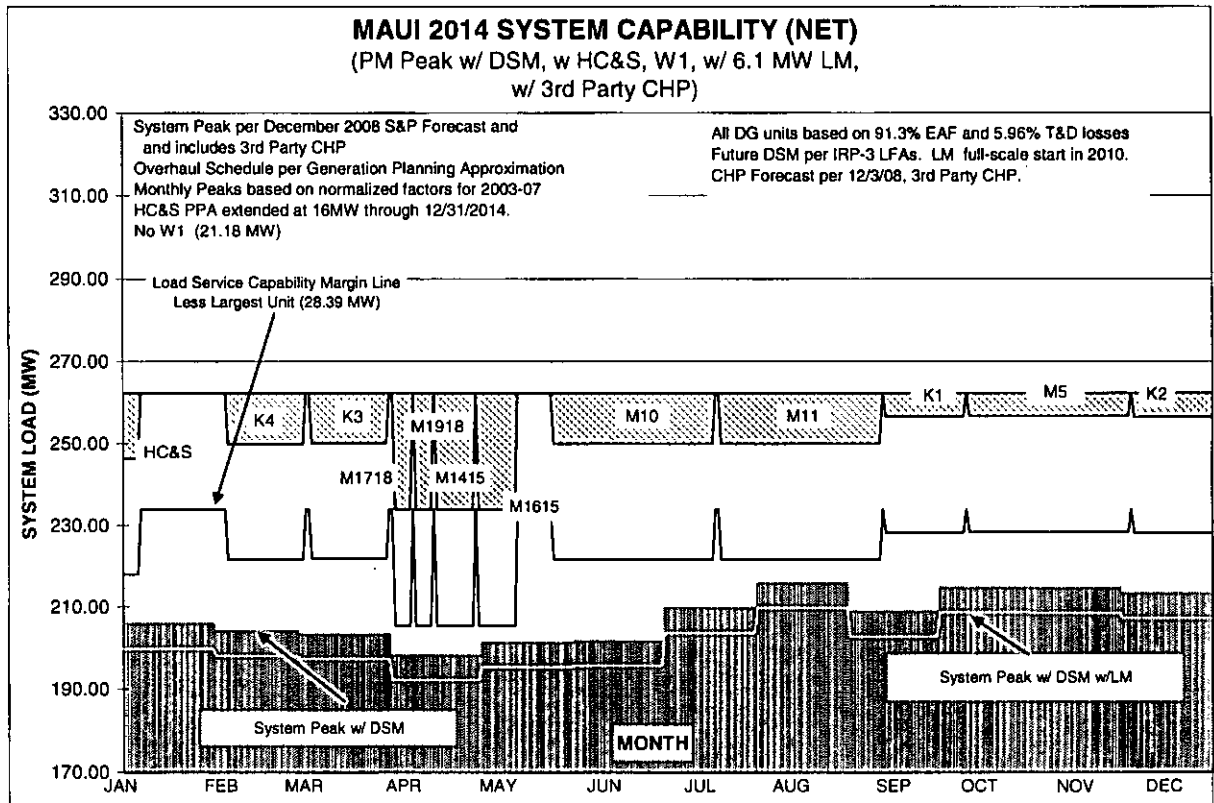 MAUI 2014 SYSTEM CAPABILITY (NET)
(PM Peak w/ DSM, w HC&S, W1, w/ 6.1 MW LM,
w/ 3rd Party CHP)
System Peak per December 2008 S&P Forecast and
and includes 3rd Party CHP
Overhaul Schedule per Generation Planning Approximation
Monthly Peaks based on normalized factors for 2003-07
HC&S PPA extended at 16MW through 12/31/2014.
No W1 (21.18 MW)
All DG units based on 91.3% EAF and 5.96% T&D losses
Future DSM per IRP-3 LFAs. LM full-scale start in 2010.
CHP Forecast per 12/3/08, 3rd Party CHP.
Load Service Capability Margin Line
Less Largest Unit (28.39 MW)
SYSTEM LOAD (MW)
330.00
310.00
290.00
270.00
250.00
230.00
210.00
190.00
170.00
HC&S
K4
K3
M1718
M1918
M1415
M1615
M10
M11
K1
M5
K2
System Peak w/ DSM
System Peak w/ DSM w/LM
MONTH
JAN FEB MAR APR MAY JUN JUL AUG SEP OCT NOV DEC